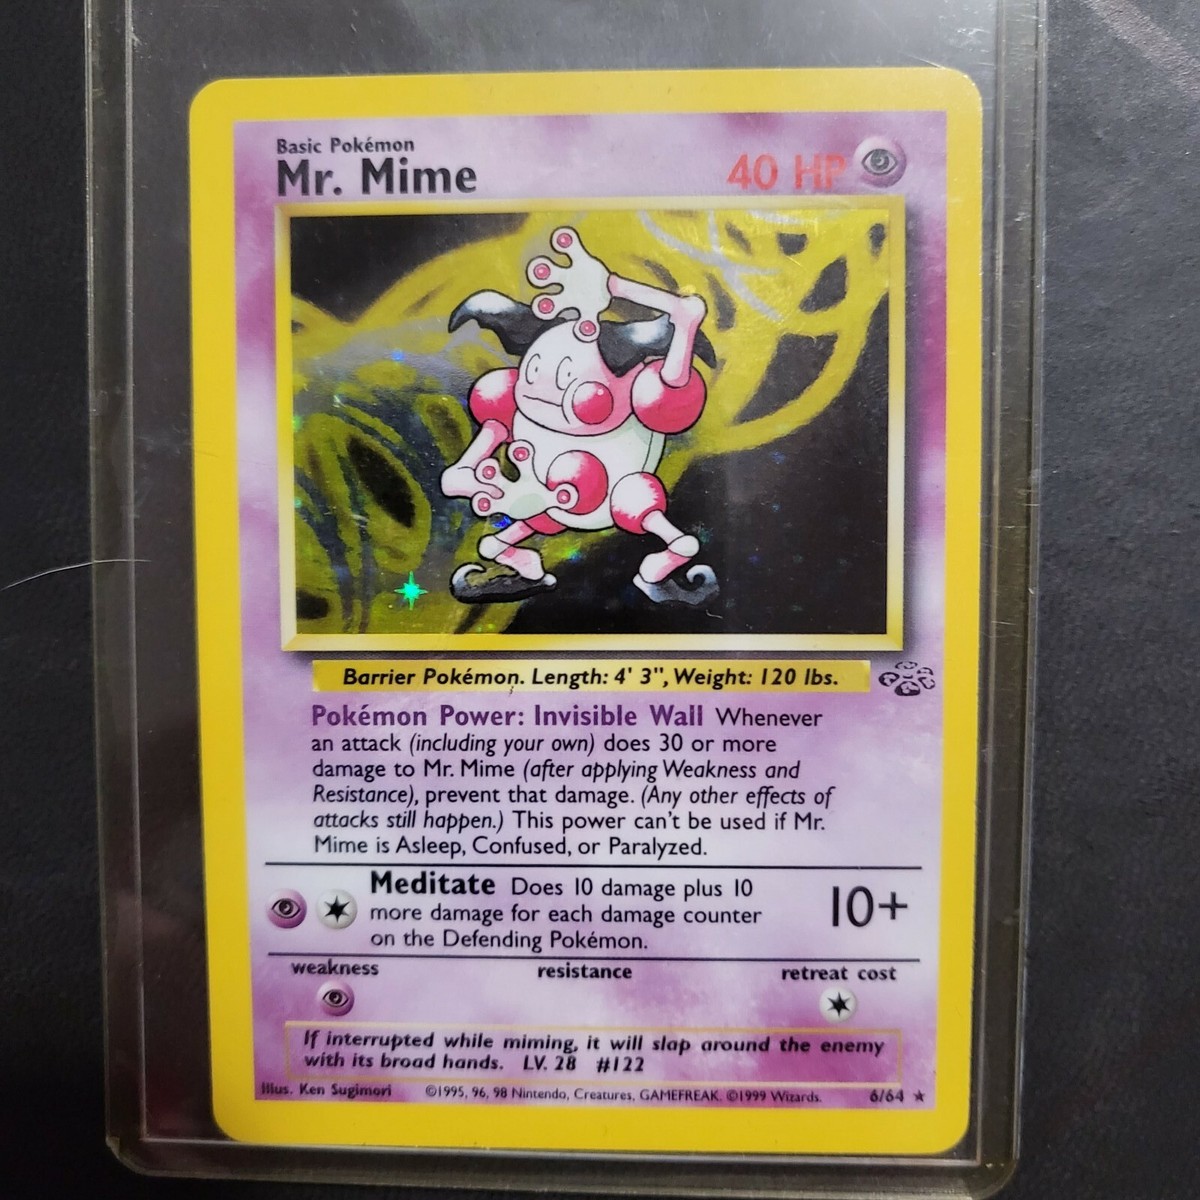 Basic Pokémon
Mr. Mime
40 HP
Barrier Pokémon. Length: 4' 3", Weight: 120 lbs.
Pokémon Power: Invisible Wall Whenever
an attack (including your own) does 30 or more
damage to Mr. Mime (after applying Weakness and
Resistance), prevent that damage. (Any other effects of
attacks still happen.) This power can't be used if Mr.
Mime is Asleep, Confused, or Paralyzed.
Meditate Does 10 damage plus 10
more damage for each damage counter
on the Defending Pokémon.
10+
weakness
resistance
retreat cost
If interrupted while miming, it will slap around the enemy
with its broad hands. LV. 28 #122
Illus. Ken Sugimori
©1995, 96, 98 Nintendo, Creatures, GAMEFREAK. ©1999 Wizards.
6/64 ★